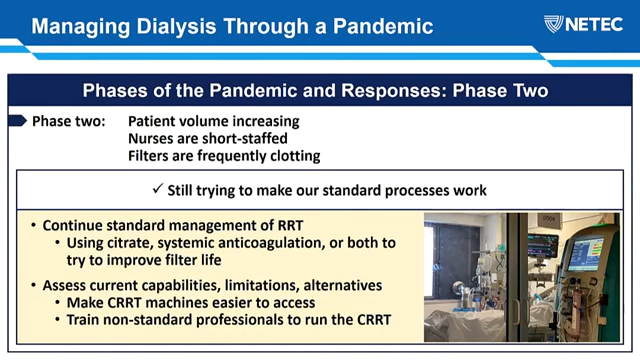 Managing Dialysis Through a Pandemic
NETEC
Phases of the Pandemic and Responses: Phase Two
Phase two: Patient volume increasing
Nurses are short-staffed
Filters are frequently clotting
✓ Still trying to make our standard processes work
• Continue standard management of RRT
• Using citrate, systemic anticoagulation, or both to
try to improve filter life
• Assess current capabilities, limitations, alternatives
• Make CRRT machines easier to access
• Train non-standard professionals to run the CRRT